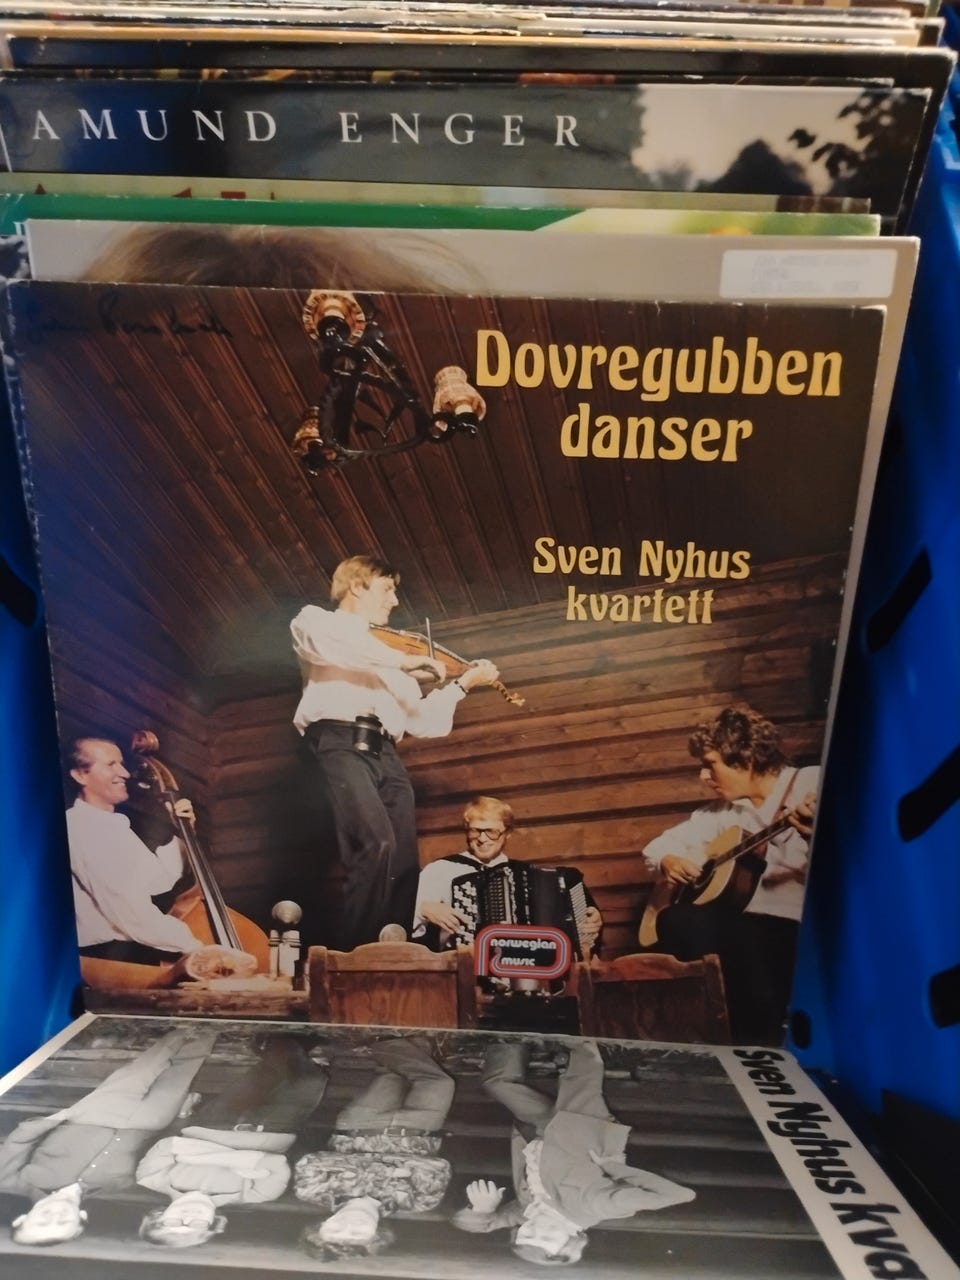 AMUND ENGER
Dovregubben
danser
Sven Nyhus
kvartett
norwegian
music
Sven Nyhus kva